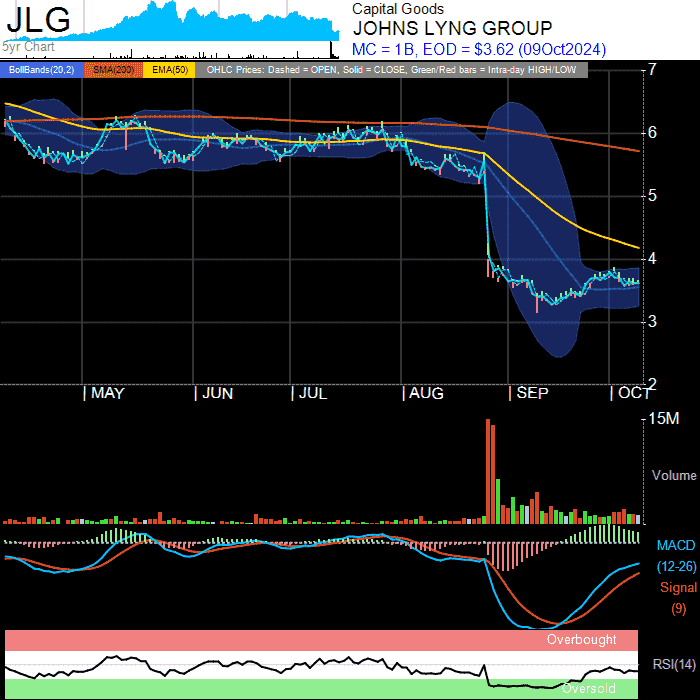 JLG
5yr Chart
Capital Goods
JOHNS LYNG GROUP
MC = 1B, EOD = $3.62 (09Oct2024)
BollBands(20,2) SMA(200) EMA(50) OHLC Prices: Dashed = OPEN, Solid = CLOSE, Green/Red bars = Intra-day HIGH/LOW
7
6
5
4
3
2
| MAY | JUN | JUL | AUG | SEP | OCT
15M
Volume
MACD
(12-26)
Signal
(9)
Overbought
RSI(14)
Oversold